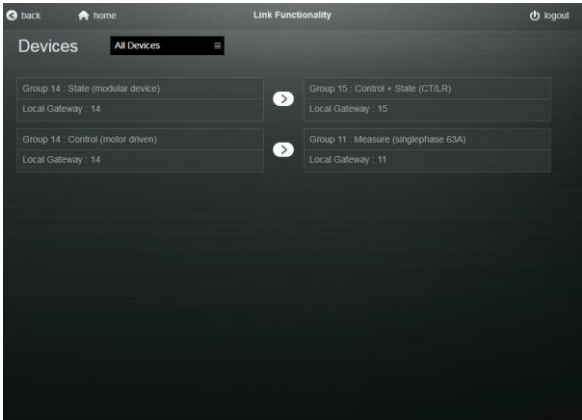 back home Link Functionality logout
Devices All Devices
Group 14 : State (modular device) Group 15 : Control + State (CT/LR)
Local Gateway : 14 Local Gateway : 15
Group 14 : Control (motor driven) Group 11 : Measure (singlephase 63A)
Local Gateway : 14 Local Gateway : 11